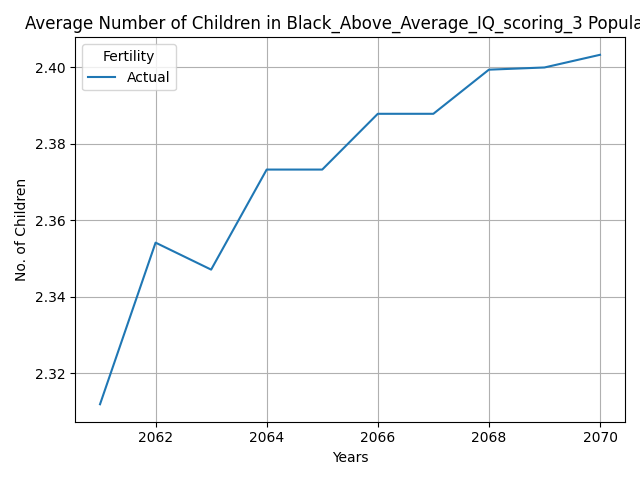 Average Number of Children in Black_Above_Average_IQ_scoring_3 Popula
Fertility
Actual
2.40
2.38
2.36
2.34
2.32
No. of Children
2062 2064 2066 2068 2070
Years